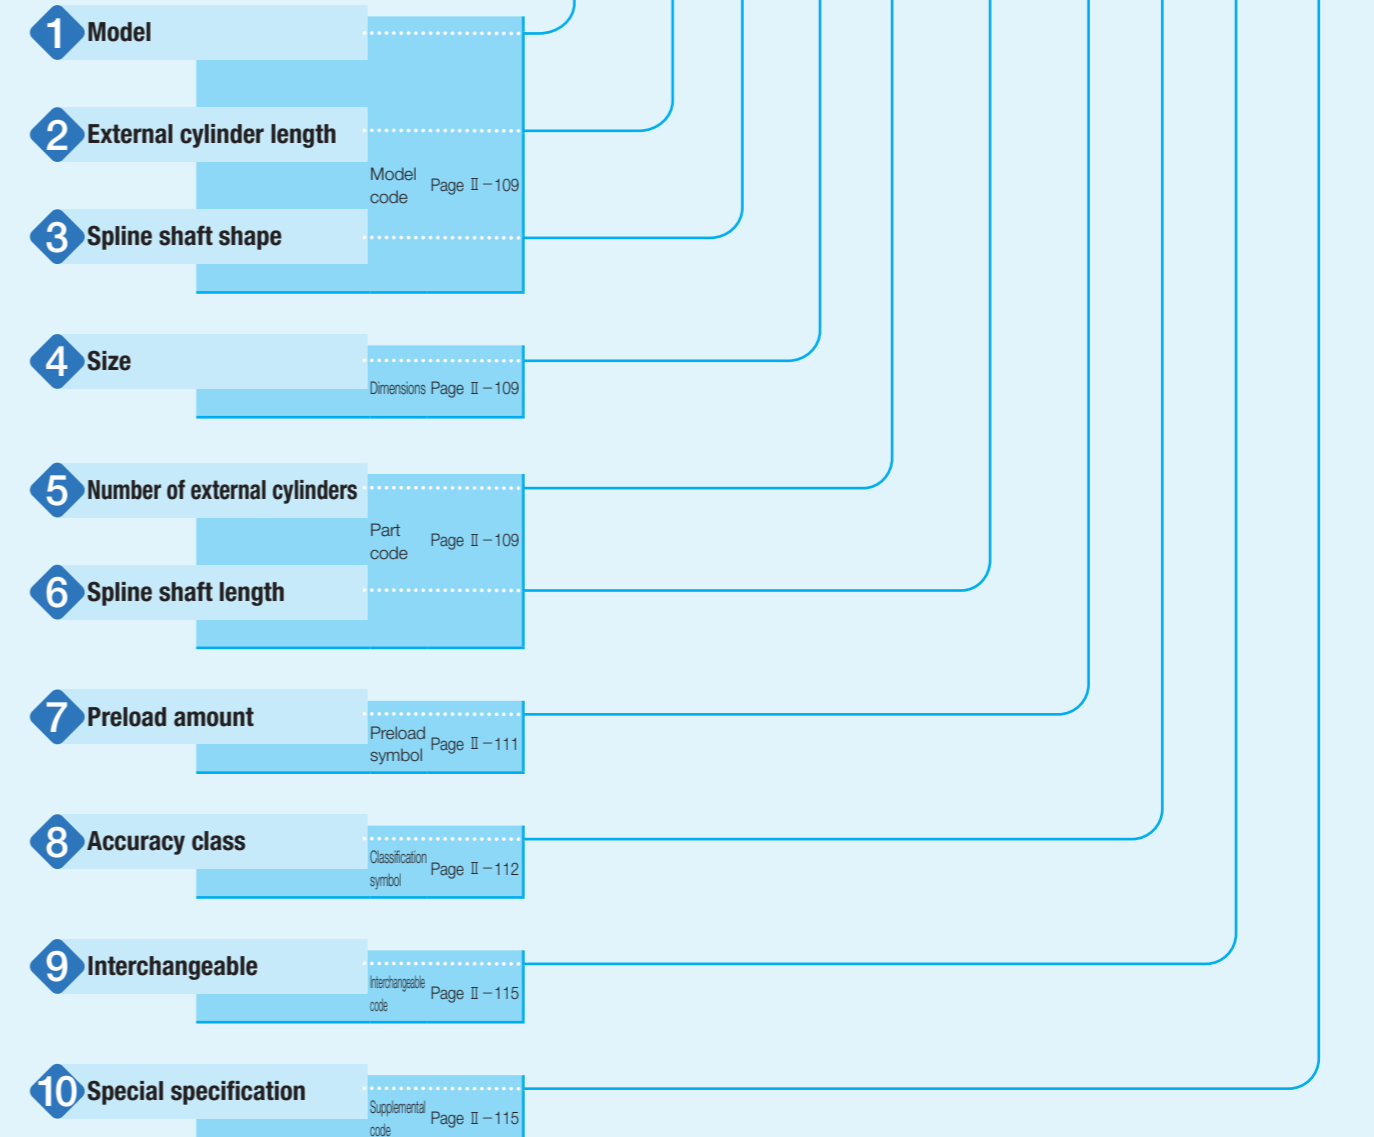 1 Model
2 External cylinder length
Model
code
Page Ⅱ－109
3 Spline shaft shape
4 Size
Dimensions Page Ⅱ－109
5 Number of external cylinders
Part
code
Page Ⅱ－109
6 Spline shaft length
7 Preload amount
Preload
symbol
Page Ⅱ－111
8 Accuracy class
Classification
symbol
Page Ⅱ－112
9 Interchangeable
Interchangeable
code
Page Ⅱ－115
10 Special specification
Supplemental
code
Page Ⅱ－115